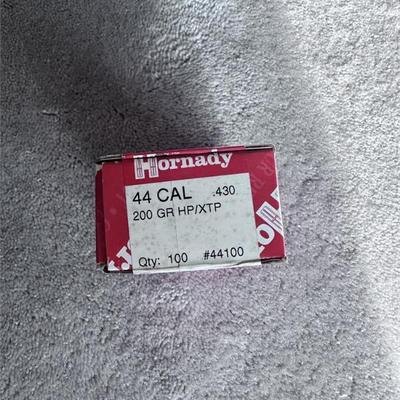 Hornady
44 CAL .430
200 GR HP/XTP
Qty: 100 #44100